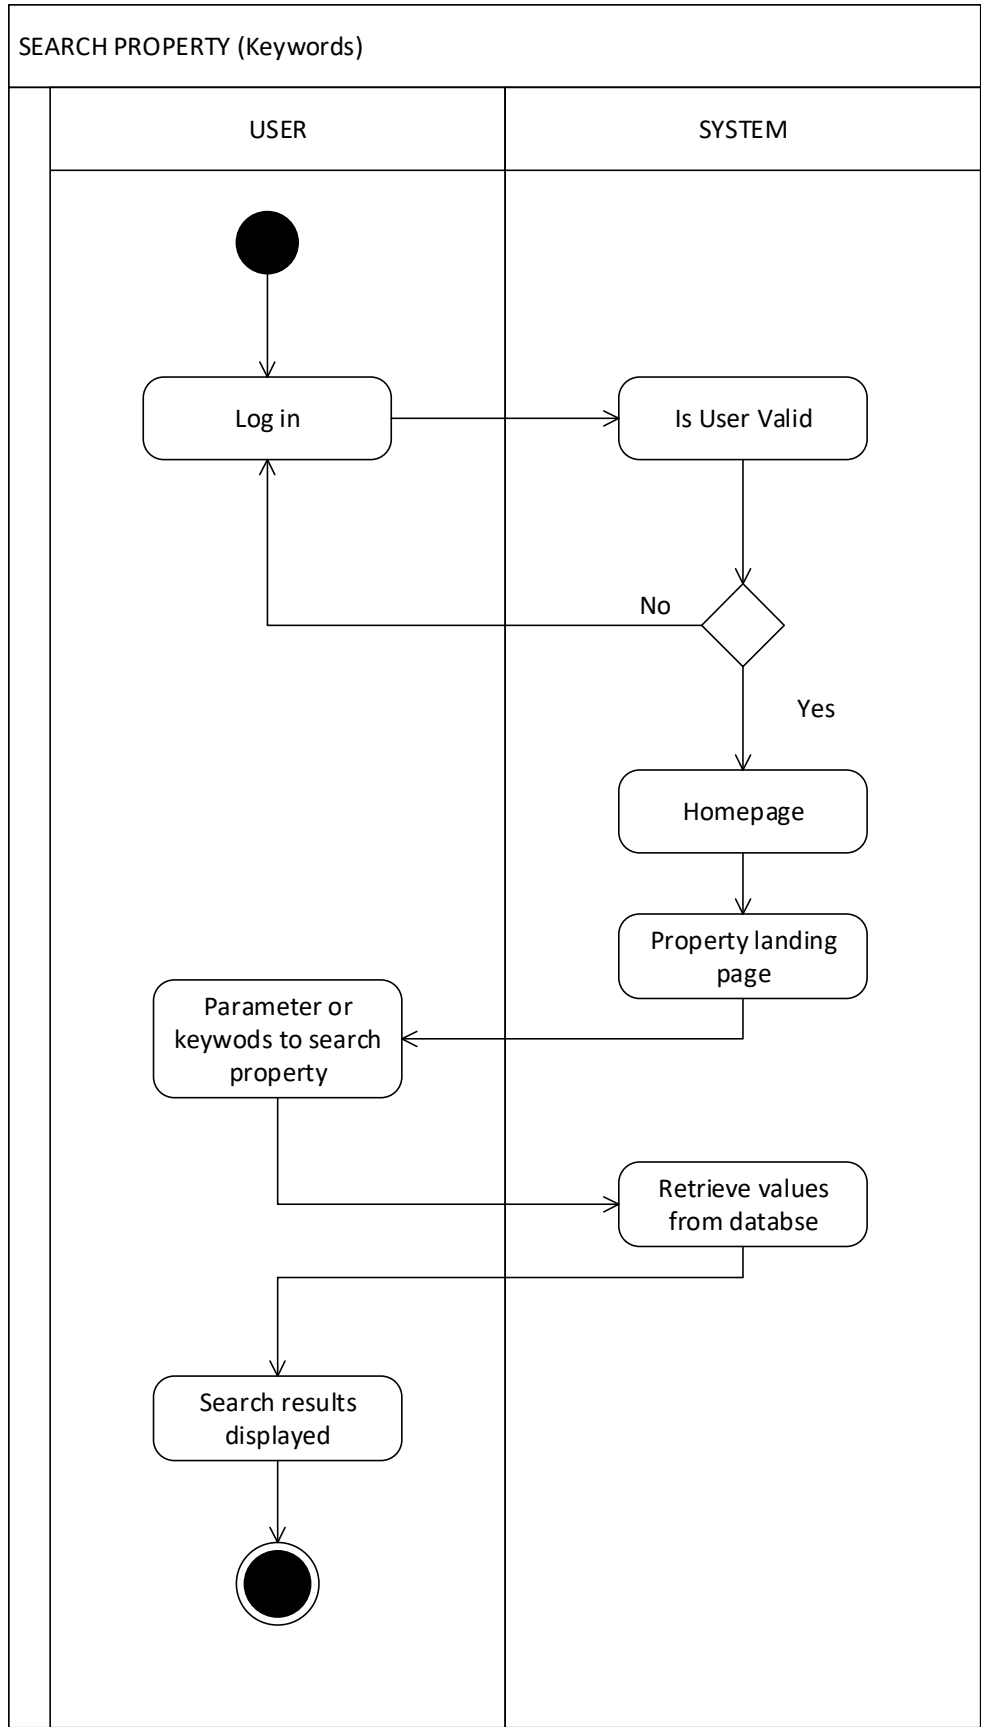 SEARCH PROPERTY (Keywords)
USER
SYSTEM
Log in
Is User Valid
No
Yes
Homepage
Property landing
page
Parameter or
keywods to search
property
Retrieve values
from databse
Search results
displayed